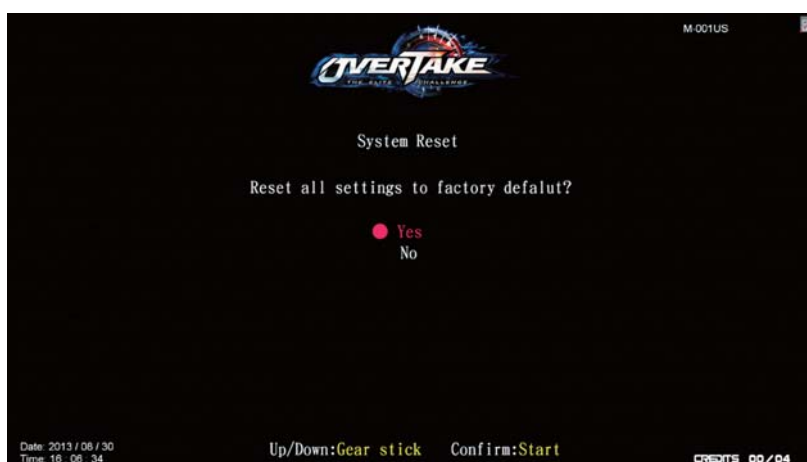 M-001US
OVERTAKE
THE ELITE CHALLENGE
System Reset
Reset all settings to factory defalut?
Yes
No
Up/Down:Gear stick Confirm:Start
Date: 2013 / 08 / 30
Time: 16 : 06 : 34
CREDITS 00/04